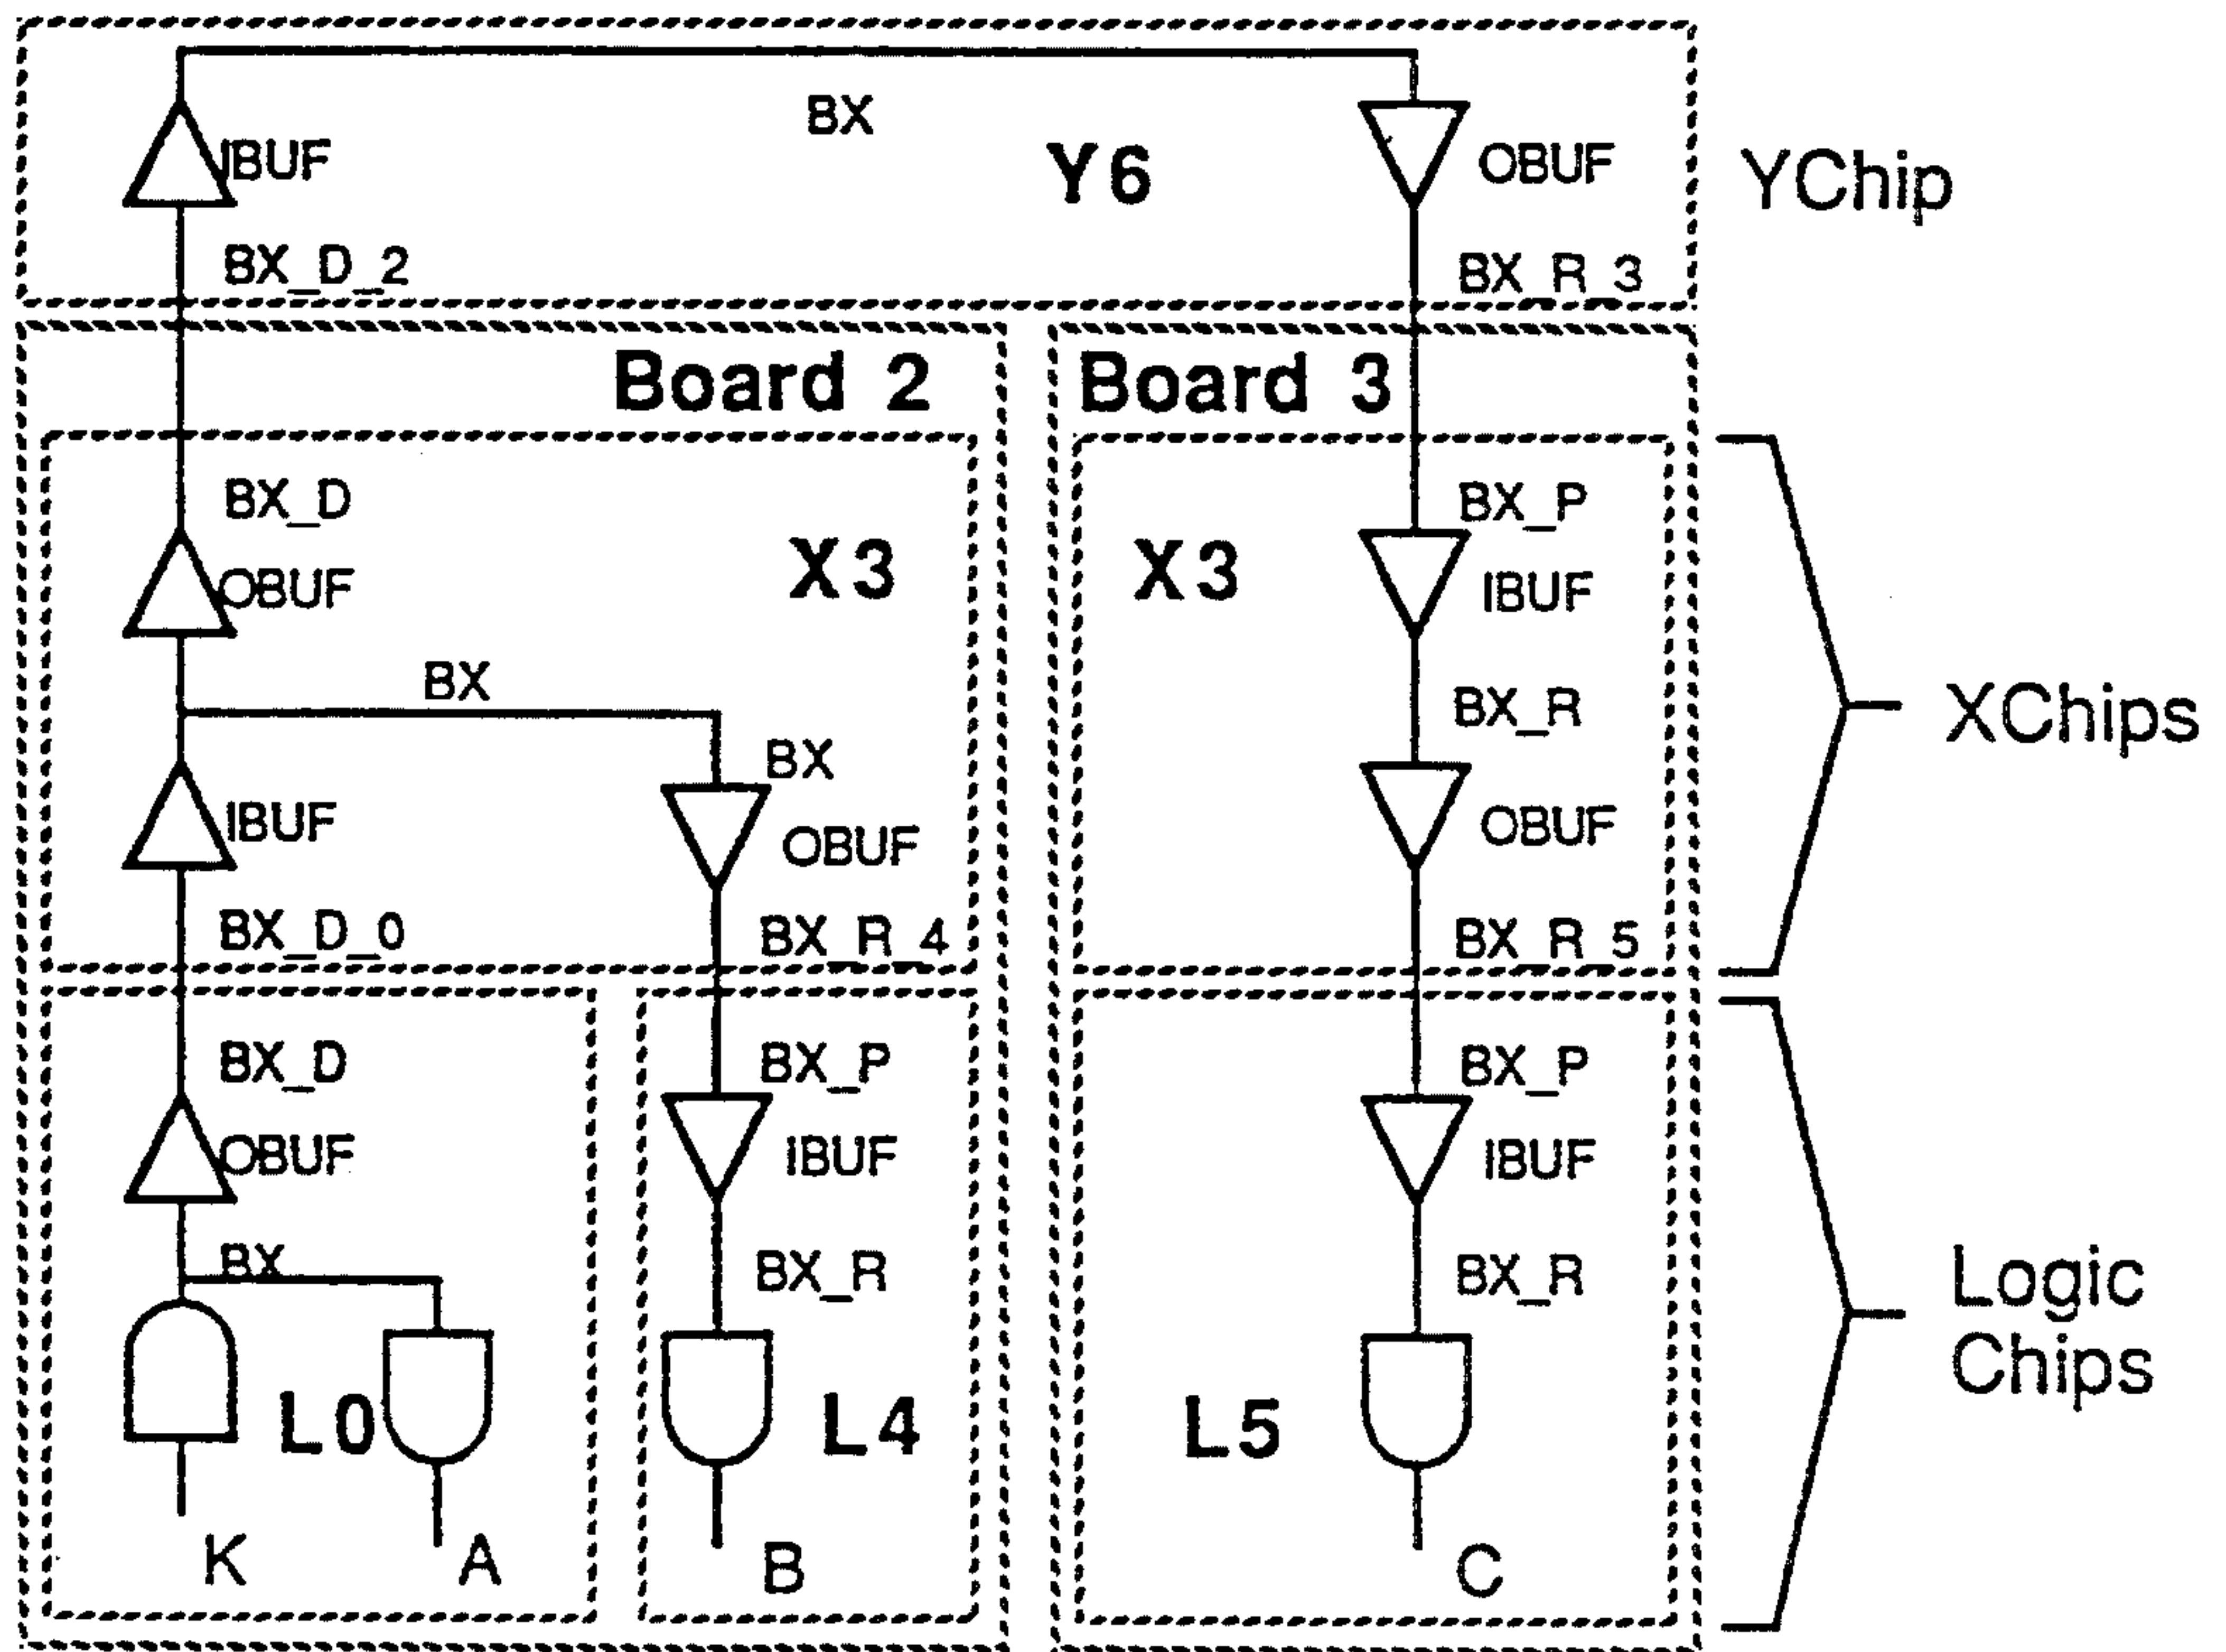 BX
IBUF
Y6
OBUF
YChip
BX_D_2
BX_R_3
Board 2
Board 3
BX_D
BX_P
X3
X3
OBUF
IBUF
BX
BX_R
XChips
BX
IBUF
OBUF
OBUF
BX_D_0
BX_R_4
BX_R_5
BX_D
BX_P
BX_P
OBUF
IBUF
IBUF
BX
BX_R
BX_R
Logic
Chips
L0
L4
L5
K
A
B
C